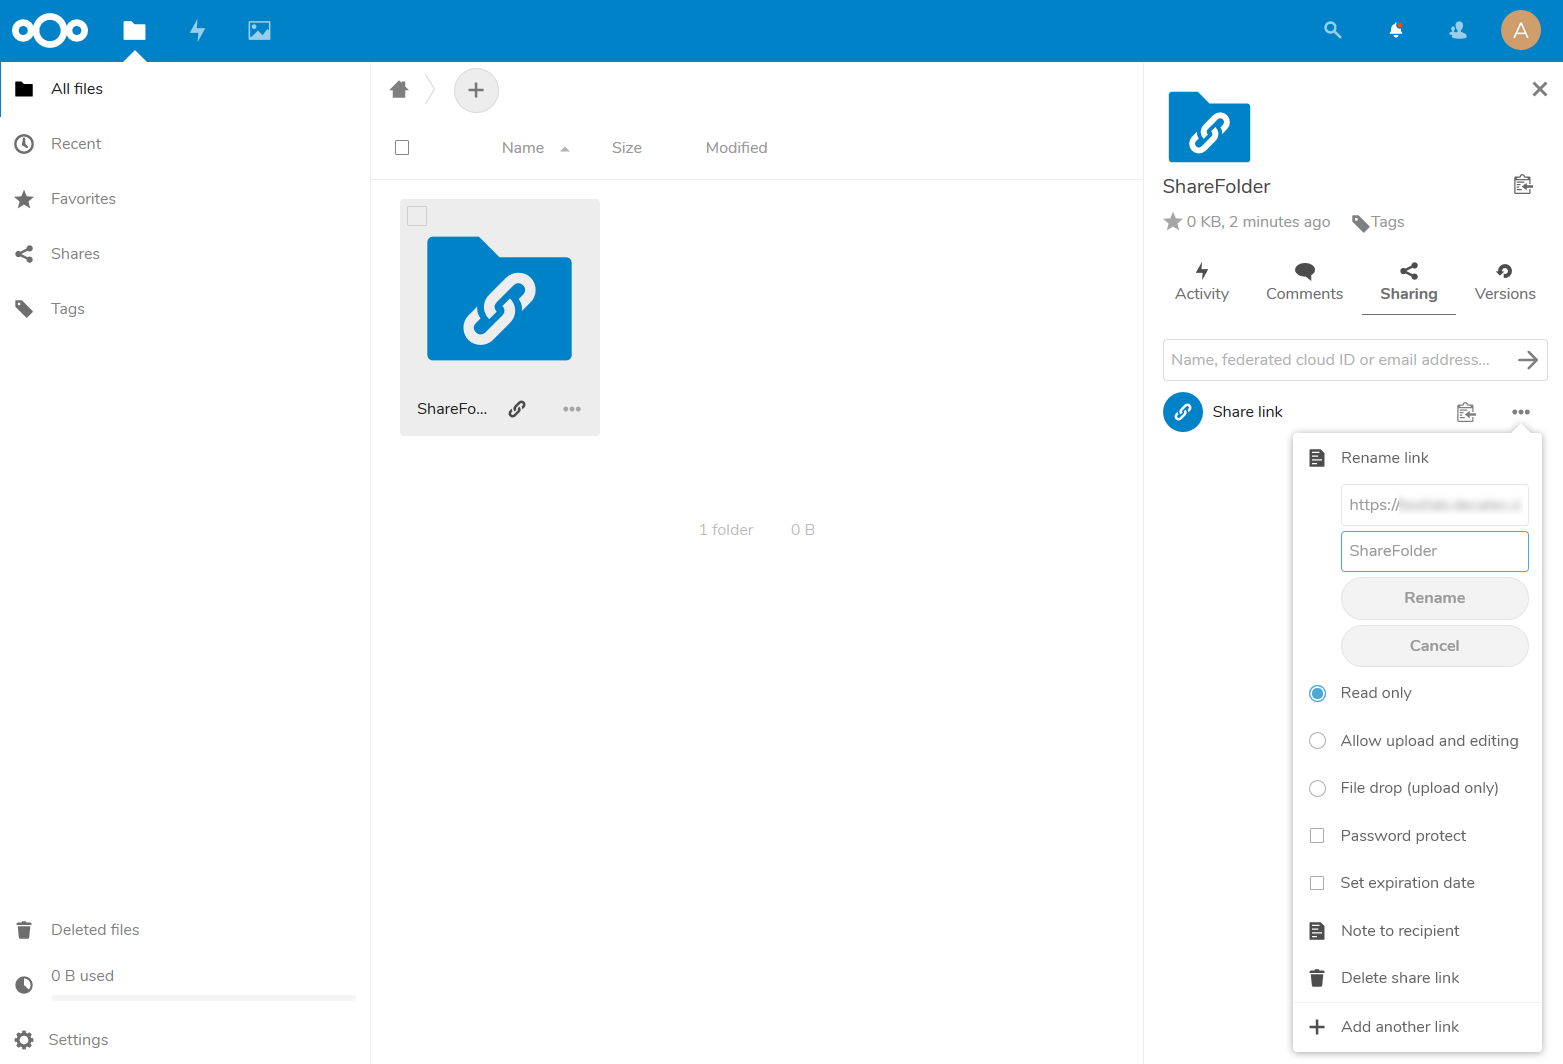 A
All files
Recent
Favorites
Shares
Tags
Deleted files
0 B used
Settings
Name Size Modified
ShareFo...
1 folder 0 B
ShareFolder
0 KB, 2 minutes ago Tags
Activity Comments Sharing Versions
Name, federated cloud ID or email address...
Share link
Rename link
https://
ShareFolder
Rename
Cancel
Read only
Allow upload and editing
File drop (upload only)
Password protect
Set expiration date
Note to recipient
Delete share link
Add another link